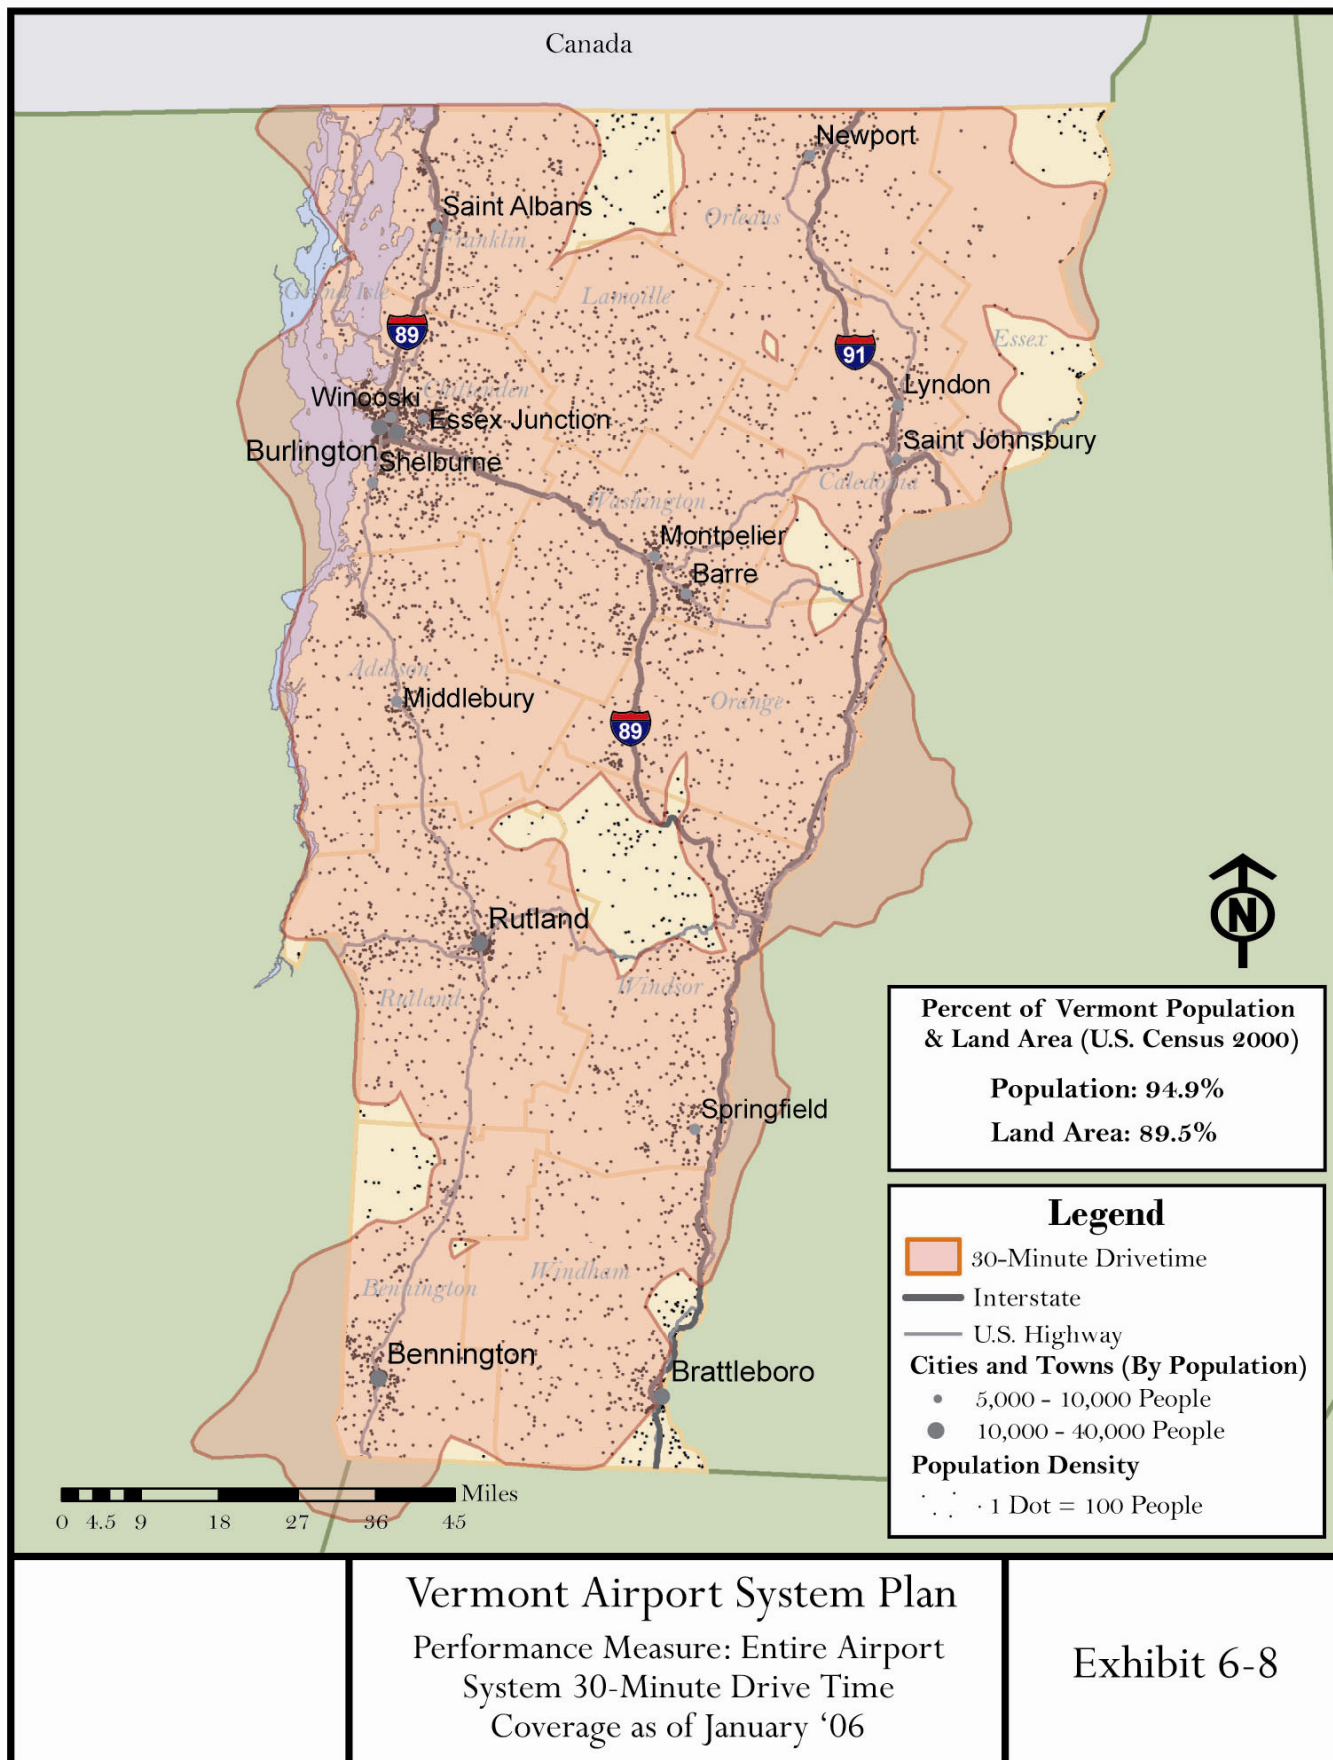 Canada
Newport
Saint Albans
Franklin
Orleans
Grand Isle
Lamoille
89
91
Essex
Chittenden
Winooski
Lyndon
Essex Junction
Burlington
Shelburne
Saint Johnsbury
Caledonia
Washington
Montpelier
Barre
Addison
Middlebury
Orange
89
Rutland
Rutland
Windsor
N
Percent of Vermont Population
& Land Area (U.S. Census 2000)
Population: 94.9%
Land Area: 89.5%
Springfield
Windham
Bennington
Bennington
Brattleboro
Legend
30-Minute Drivetime
Interstate
U.S. Highway
Cities and Towns (By Population)
5,000 - 10,000 People
10,000 - 40,000 People
Population Density
· 1 Dot = 100 People
Miles
0 4.5 9 18 27 36 45
Vermont Airport System Plan
Performance Measure: Entire Airport
System 30-Minute Drive Time
Coverage as of January ‘06
Exhibit 6-8